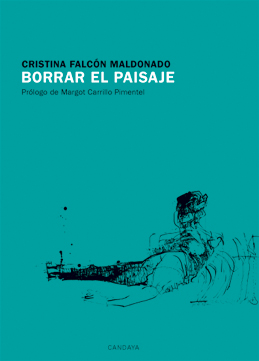 CRISTINA FALCÓN MALDONADO
BORRAR EL PAISAJE
Prólogo de Margot Carrillo Pimentel
CANDAYA